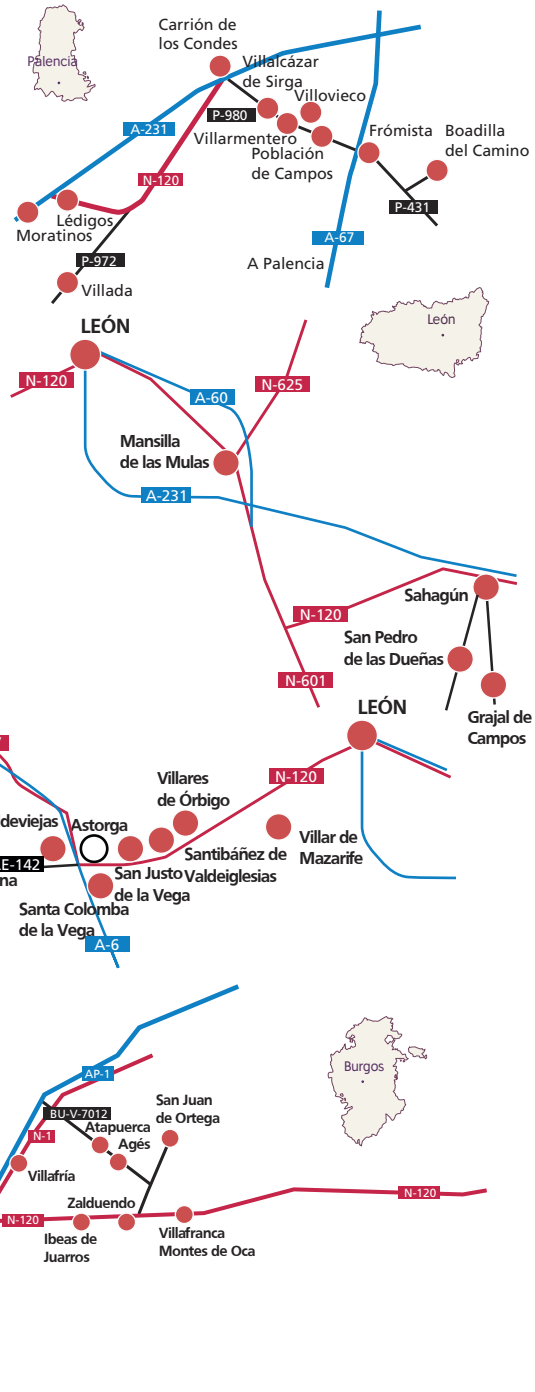 Carrión de
los Condes
Palencia
Villalcázar
de Sirga
Villovieco
P-980
A-231
Villarmentero
Frómista
Boadilla
del Camino
Población
de Campos
N-120
P-431
Lédigos
Moratinos
A-67
P-972
A Palencia
Villada
LEÓN
León
N-120
A-60
N-625
Mansilla
de las Mulas
A-231
Sahagún
N-120
San Pedro
de las Dueñas
N-601
LEÓN
Grajal de
Campos
N-120
Villares
de Órbigo
deviejas
Astorga
Villar de
Mazarife
Santibáñez de
Valdeiglesias
E-142
na
San Justo
de la Vega
Santa Colomba
de la Vega
A-6
Burgos
AP-1
BU-V-7012
San Juan
de Ortega
Atapuerca
Agés
N-1
Villafría
Zalduendo
N-120
N-120
Ibeas de
Juarros
Villafranca
Montes de Oca